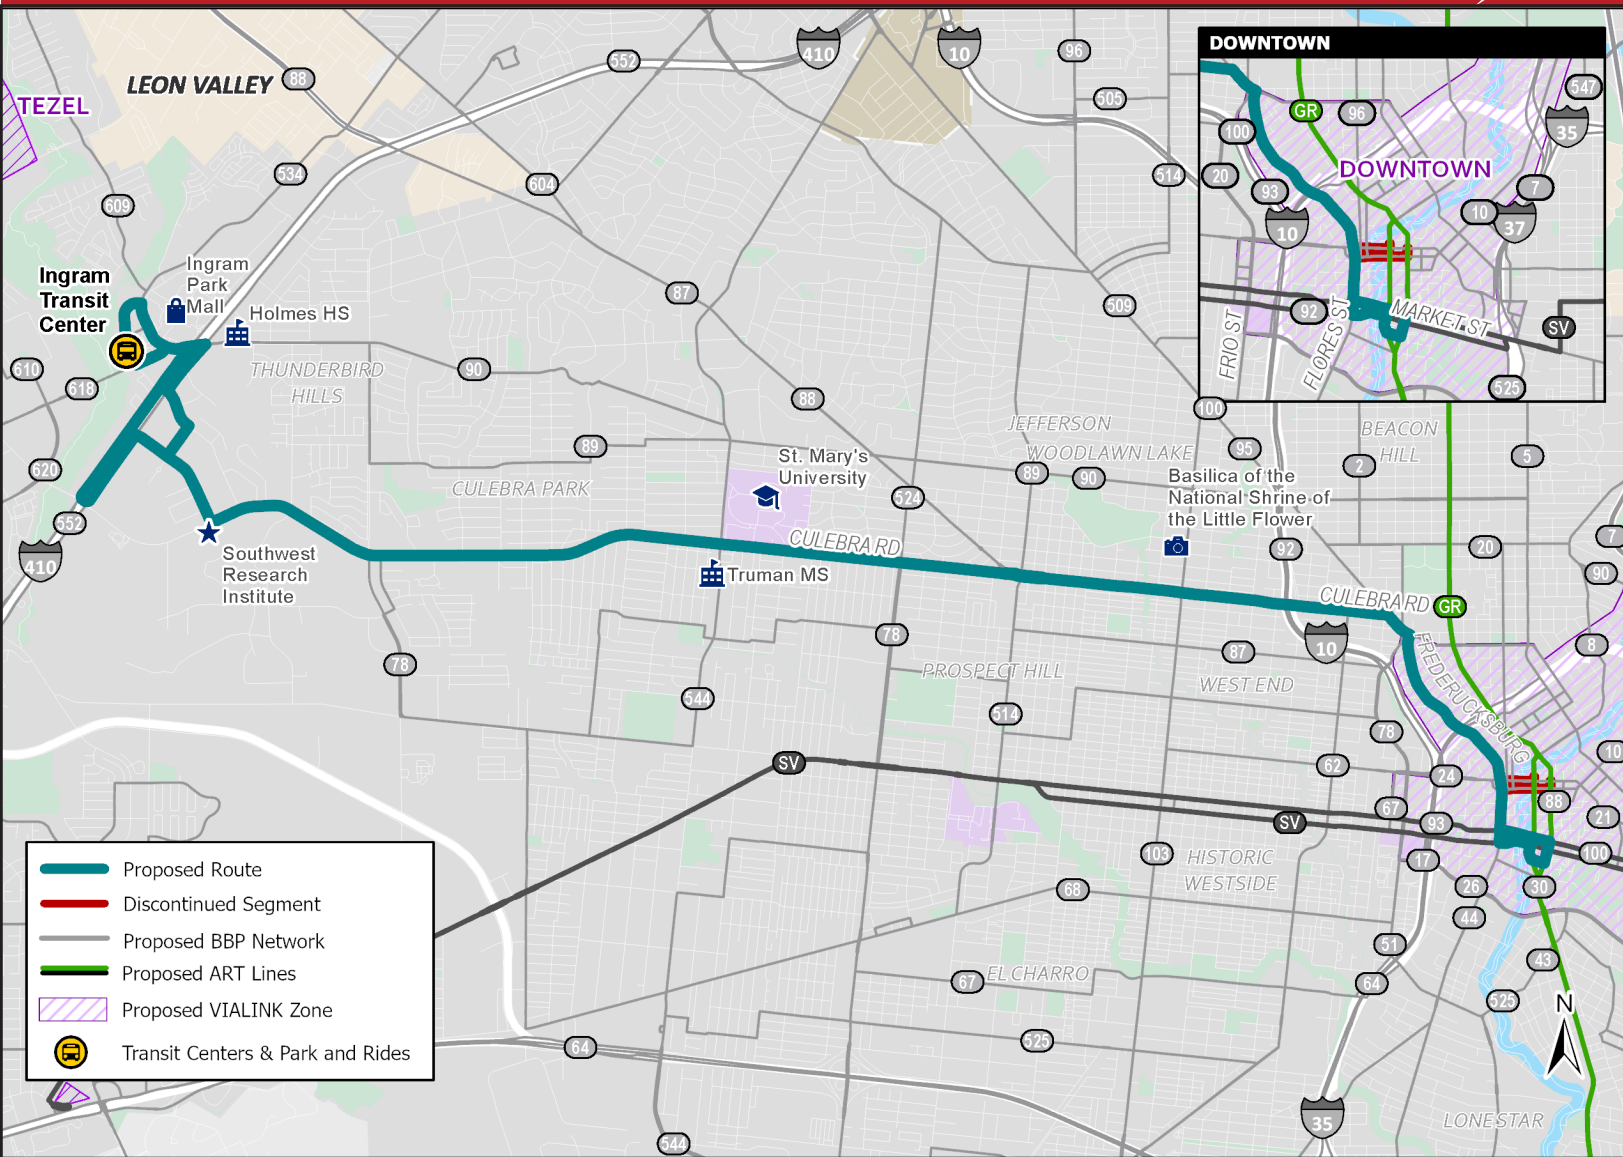 LEON VALLEY
TEZEL
88
552
410
10
96
505
514
534
604
609
Ingram
Transit
Center
Ingram
Park
Mall
Holmes HS
THUNDERBIRD
HILLS
610
618
90
87
88
509
620
89
552
410
CULEBRA PARK
St. Mary's
University
524
JEFFERSON
WOODLAWN LAKE
89
90
100
95
Basilica of the
National Shrine of
the Little Flower
92
BEACON
HILL
2
5
20
7
90
8
Southwest
Research
Institute
CULEBRA RD
Truman MS
CULEBRA RD
GR
FREDERICKSBURG
10
78
78
544
PROSPECT HILL
514
87
WEST END
78
62
24
67
93
17
SV
SV
88
10
21
100
103
HISTORIC
WESTSIDE
68
26
30
44
51
43
64
525
67
EL CHARRO
525
64
544
35
LONESTAR
N
DOWNTOWN
547
GR
96
35
100
20
93
10
DOWNTOWN
7
10
37
92
MARKET ST
SV
FRIO ST
FLORES ST
525
Proposed Route
Discontinued Segment
Proposed BBP Network
Proposed ART Lines
Proposed VIALINK Zone
Transit Centers & Park and Rides